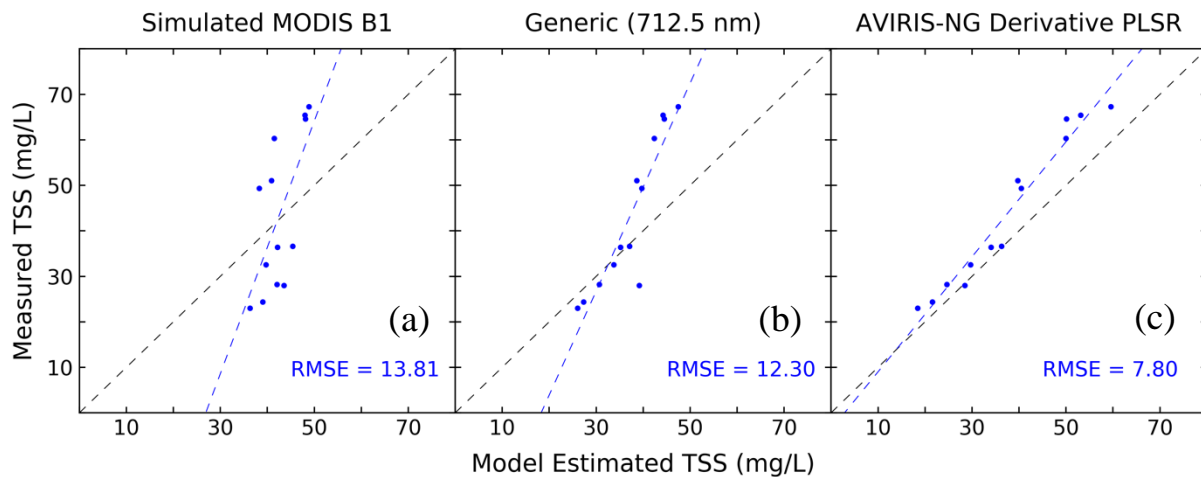 Simulated MODIS B1
Generic (712.5 nm)
AVIRIS-NG Derivative PLSR
Measured TSS (mg/L)
70
50
30
10
(a)
RMSE = 13.81
(b)
RMSE = 12.30
(c)
RMSE = 7.80
10 30 50 70
10 30 50 70
10 30 50 70
Model Estimated TSS (mg/L)